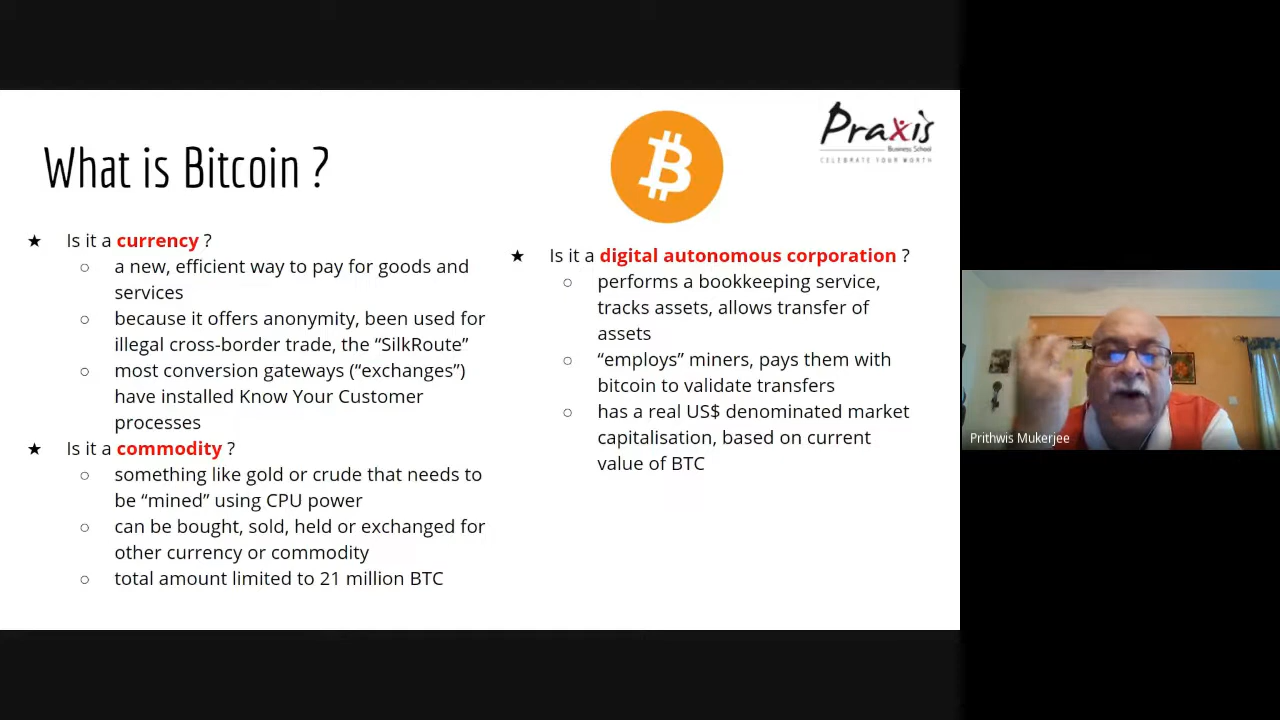 What is Bitcoin ?
Praxis
Business School
CELEBRATE YOUR WORTH
★ Is it a currency ?
○ a new, efficient way to pay for goods and
services
○ because it offers anonymity, been used for
illegal cross-border trade, the “SilkRoute”
○ most conversion gateways (“exchanges”)
have installed Know Your Customer
processes
★ Is it a commodity ?
○ something like gold or crude that needs to
be “mined” using CPU power
○ can be bought, sold, held or exchanged for
other currency or commodity
○ total amount limited to 21 million BTC
★ Is it a digital autonomous corporation ?
○ performs a bookkeeping service,
tracks assets, allows transfer of
assets
○ “employs” miners, pays them with
bitcoin to validate transfers
○ has a real US$ denominated market
capitalisation, based on current
value of BTC
Prithwis Mukerjee